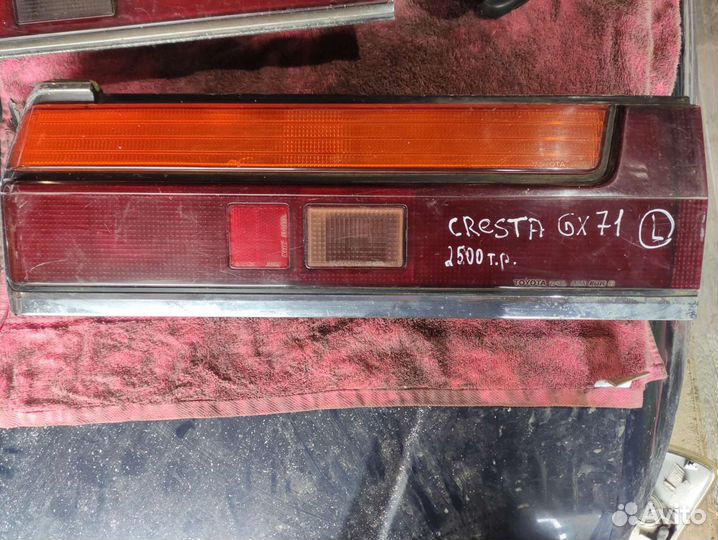 TOYOTA
CRESTA GX71 L
2500 т.р.
TOYOTA
Avito